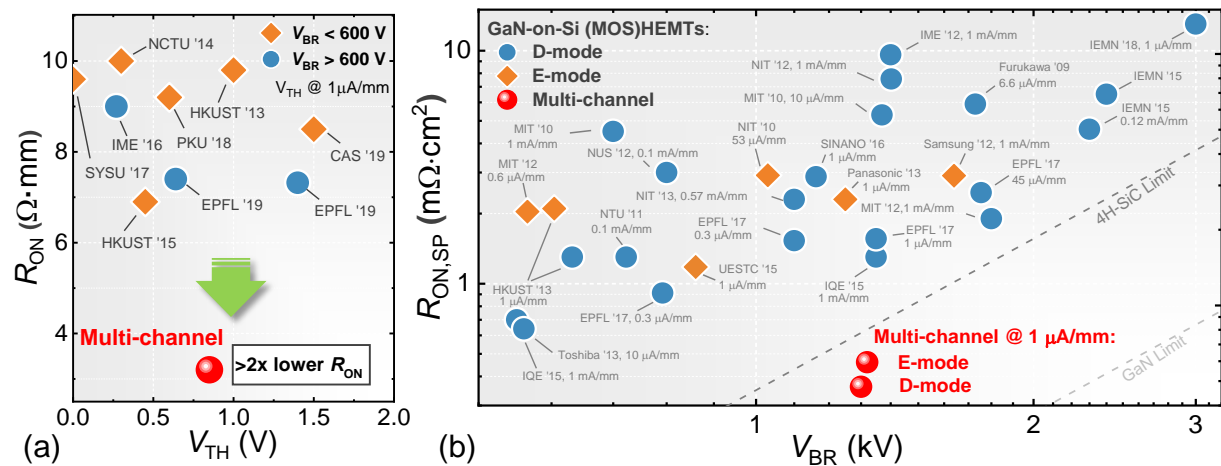 NCTU '14
V_BR < 600 V
V_BR > 600 V
V_TH @ 1μA/mm
HKUST '13
PKU '18
IME '16
SYSU '17
CAS '19
EPFL '19
EPFL '19
HKUST '15
Multi-channel
>2x lower R_ON
R_ON (Ω·mm)
10
8
6
4
0.0
0.5
1.0
1.5
2.0
(a)
V_TH (V)
GaN-on-Si (MOS)HEMTs:
D-mode
E-mode
Multi-channel
IME '12, 1 mA/mm
NIT '12, 1 mA/mm
MIT '10, 10 μA/mm
Furukawa '09
6.6 μA/mm
IEMN '18, 1 μA/mm
IEMN '15
IEMN '15
0.12 mA/mm
MIT '10
1 mA/mm
NUS '12, 0.1 mA/mm
MIT '12
0.6 μA/mm
NIT '10
53 μA/mm
SINANO '16
1 μA/mm
Samsung '12, 1 mA/mm
EPFL '17
45 μA/mm
Panasonic '13
1 μA/mm
NIT '13, 0.57 mA/mm
MIT '12,1 mA/mm
NTU '11
0.1 mA/mm
EPFL '17
0.3 μA/mm
EPFL '17
1 μA/mm
HKUST '13
1 μA/mm
UESTC '15
1 μA/mm
IQE '15
1 mA/mm
EPFL '17, 0.3 μA/mm
Toshiba '13, 10 μA/mm
IQE '15, 1 mA/mm
4H-SiC Limit
GaN Limit
Multi-channel @ 1 μA/mm:
E-mode
D-mode
R_ON,SP (mΩ·cm²)
10
1
1
2
3
(b)
V_BR (kV)